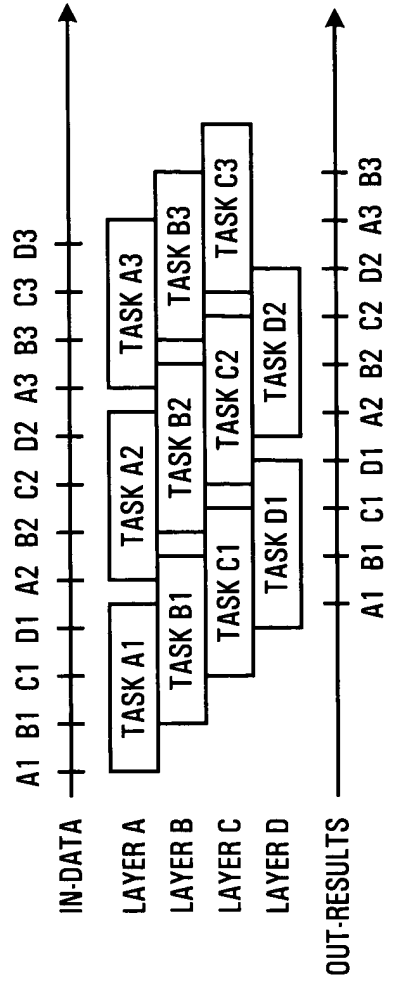 A1 B1 C1 D1 A2 B2 C2 D2 A3 B3 C3 D3
IN-DATA
LAYER A TASK A1 TASK A2 TASK A3
LAYER B TASK B1 TASK B2 TASK B3
LAYER C TASK C1 TASK C2 TASK C3
LAYER D TASK D1 TASK D2
OUT-RESULTS
A1 B1 C1 D1 A2 B2 C2 D2 A3 B3